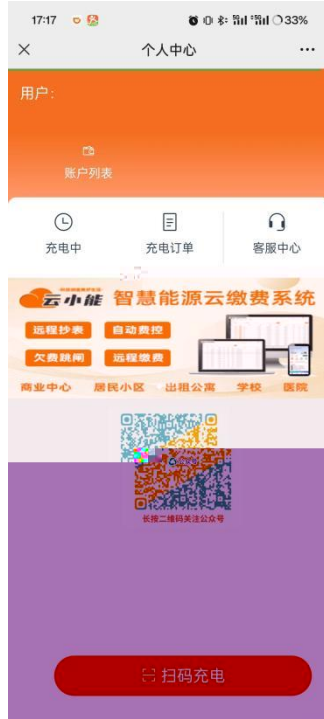 17:17
33%
个人中心
用户:
账户列表
充电中
充电订单
客服中心
云小能
智慧能源云缴费系统
远程抄表
自动费控
欠费跳闸
远程缴费
商业中心
居民小区
出租公寓
学校
医院
长按二维码关注公众号
扫码充电